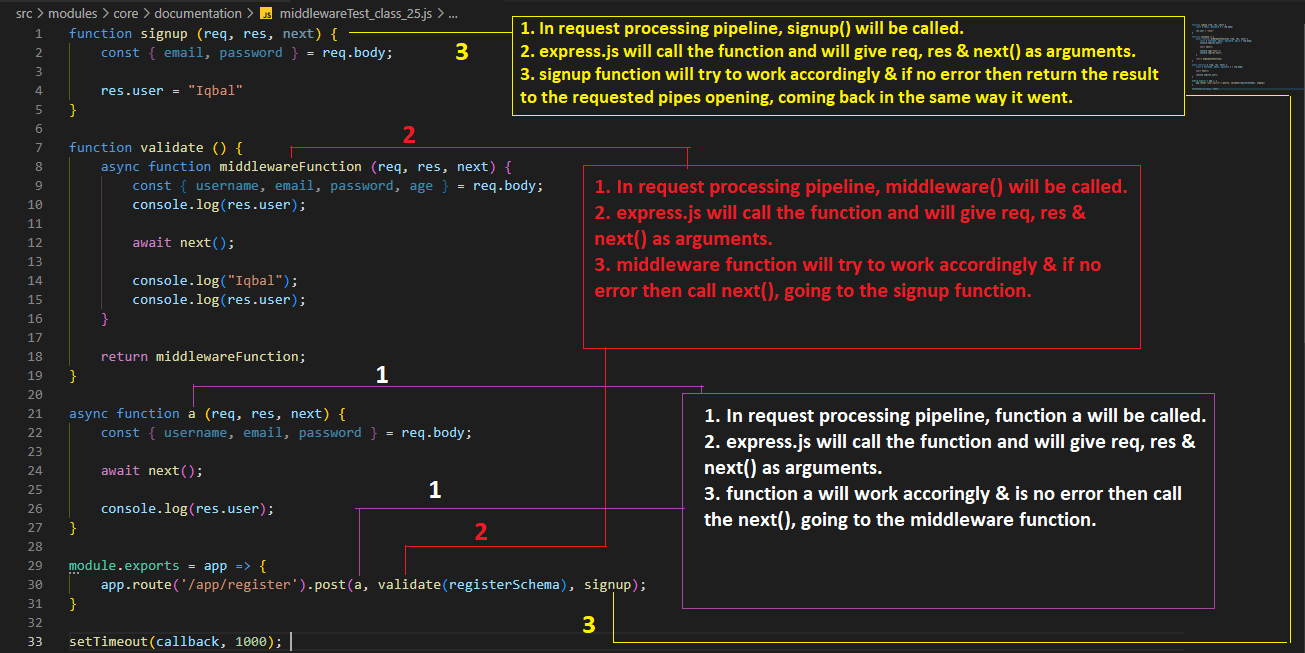 src > modules > core > documentation > JS middlewareTest_class_25.js > ...
1 function signup (req, res, next) {
2 const { email, password } = req.body;
3
4 res.user = "Iqbal"
5 }
6
7 function validate () {
8 async function middlewareFunction (req, res, next) {
9 const { username, email, password, age } = req.body;
10 console.log(res.user);
11
12 await next();
13
14 console.log("Iqbal");
15 console.log(res.user);
16 }
17
18 return middlewareFunction;
19 }
20
21 async function a (req, res, next) {
22 const { username, email, password } = req.body;
23
24 await next();
25
26 console.log(res.user);
27 }
28
29 module.exports = app => {
30 app.route('/app/register').post(a, validate(registerSchema), signup);
31 }
32
33 setTimeout(callback, 1000);
3
1. In request processing pipeline, signup() will be called.
2. express.js will call the function and will give req, res & next() as arguments.
3. signup function will try to work accordingly & if no error then return the result
to the requested pipes opening, coming back in the same way it went.
2
1. In request processing pipeline, middleware() will be called.
2. express.js will call the function and will give req, res &
next() as arguments.
3. middleware function will try to work accordingly & if no
error then call next(), going to the signup function.
1
1. In request processing pipeline, function a will be called.
2. express.js will call the function and will give req, res &
next() as arguments.
3. function a will work accoringly & is no error then call
the next(), going to the middleware function.
1
2
3